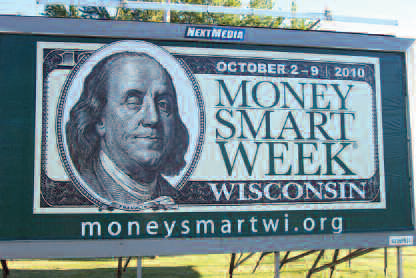 NEXTMEDIA
OCTOBER 2-9 | 2010
MONEY
SMART
WEEK
WISCONSIN
moneysmartwi.org